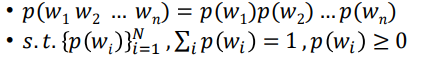 • p(w₁ w₂ … wₙ) = p(w₁)p(w₂) … p(wₙ)
• s. t. {p(wᵢ)}ᵢ₌₁ᴺ , ∑ᵢ p(wᵢ) = 1 , p(wᵢ) ≥ 0